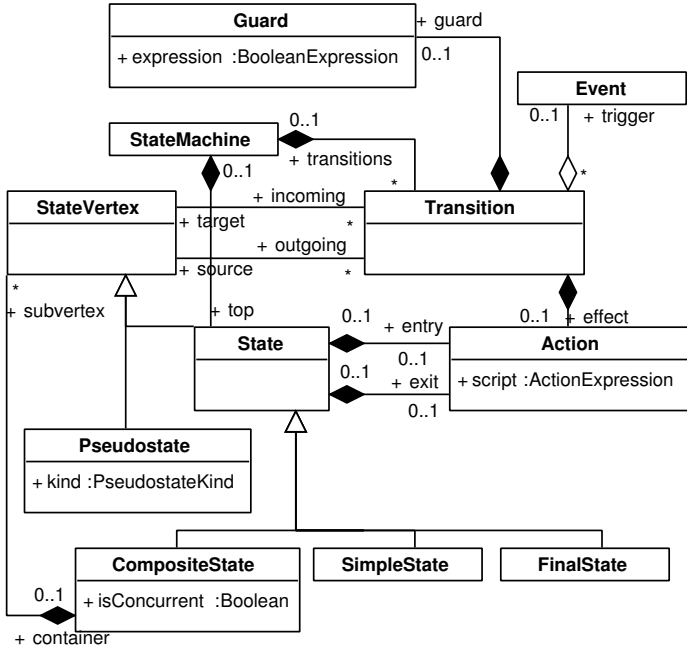 Guard
+ guard
+ expression :BooleanExpression
0..1
Event
0..1
+ trigger
StateMachine
0..1
0..1
+ transitions
*
*
StateVertex
+ incoming
Transition
+ target
*
+ outgoing
+ source
*
*
+ subvertex
+ top
0..1
+ effect
State
0..1
+ entry
Action
0..1
0..1
+ exit
+ script :ActionExpression
0..1
Pseudostate
+ kind :PseudostateKind
CompositeState
SimpleState
FinalState
0..1
+ isConcurrent :Boolean
+ container